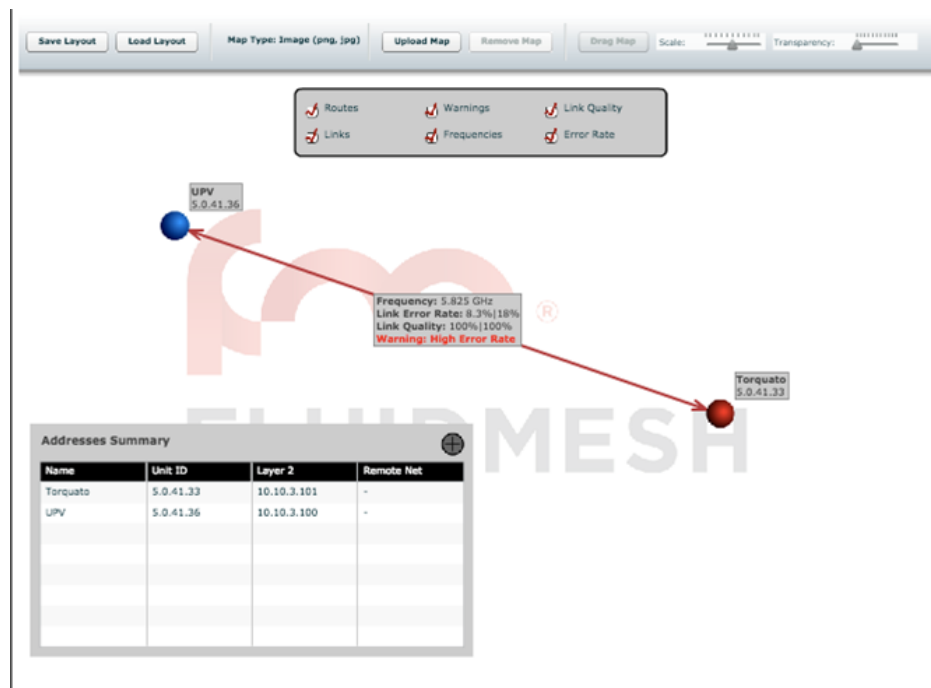 Save Layout Load Layout Map Type: Image (png, jpg) Upload Map Remove Map Drag Map Scale: Transparency:
Routes Warnings Link Quality
Links Frequencies Error Rate
UPV
5.0.41.36
Frequency: 5.825 GHz
Link Error Rate: 8.3%|18%
Link Quality: 100%|100%
Warning: High Error Rate
®
Torquato
5.0.41.33
FLUIDMESH
Addresses Summary
Name Unit ID Layer 2 Remote Net
Torquato 5.0.41.33 10.10.3.101 -
UPV 5.0.41.36 10.10.3.100 -